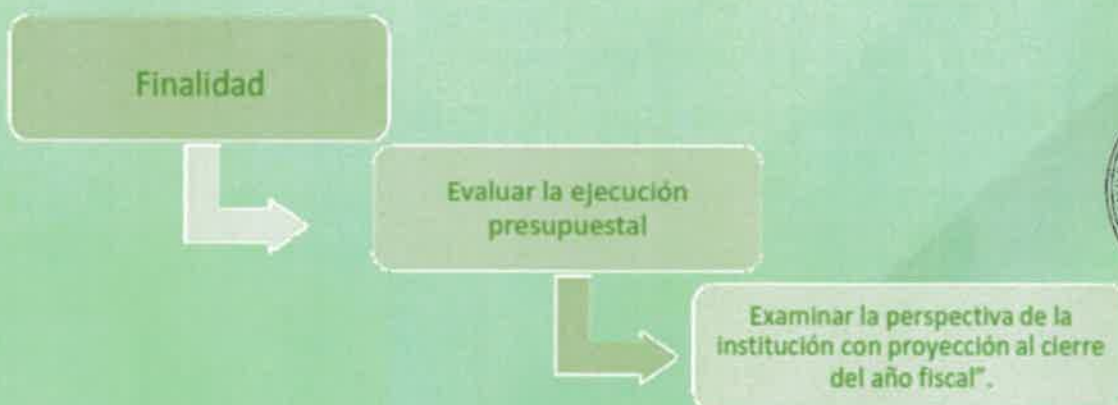 Finalidad
Evaluar la ejecución
presupuestal
Examinar la perspectiva de la
institución con proyección al cierre
del año fiscal".